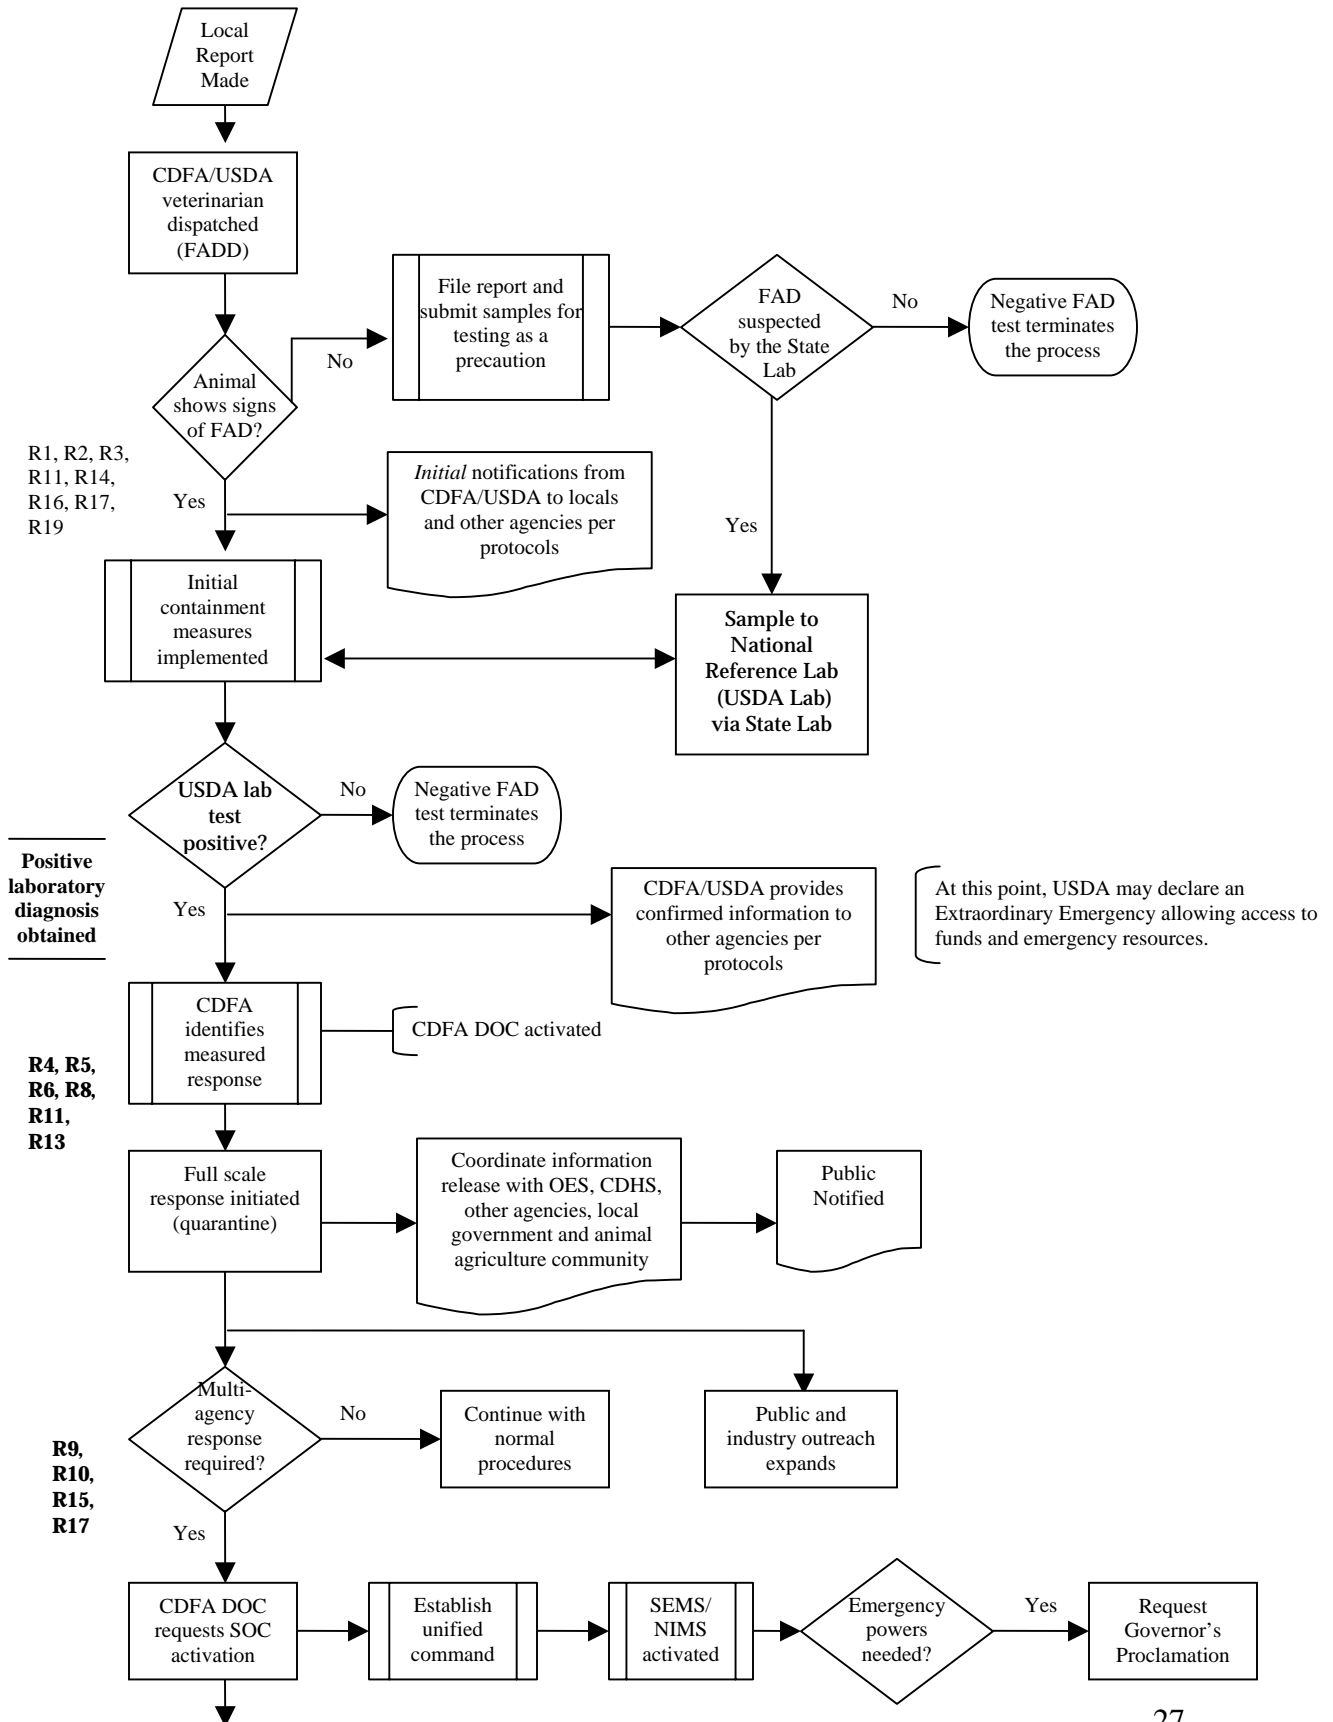 Local
Report
Made
CDFA/USDA
veterinarian
dispatched
(FADD)
Animal
shows signs
of FAD?
No
File report and
submit samples for
testing as a
precaution
FAD
suspected
by the State
Lab
No
Negative FAD
test terminates
the process
R1, R2, R3,
R11, R14,
R16, R17,
R19
Yes
Initial notifications from
CDFA/USDA to locals
and other agencies per
protocols
Yes
Initial
containment
measures
implemented
Sample to
National
Reference Lab
(USDA Lab)
via State Lab
USDA lab
test
positive?
No
Negative FAD
test terminates
the process
Positive
laboratory
diagnosis
obtained
Yes
CDFA/USDA provides
confirmed information to
other agencies per
protocols
At this point, USDA may declare an
Extraordinary Emergency allowing access to
funds and emergency resources.
CDFA
identifies
measured
response
CDFA DOC activated
R4, R5,
R6, R8,
R11,
R13
Full scale
response initiated
(quarantine)
Coordinate information
release with OES, CDHS,
other agencies, local
government and animal
agriculture community
Public
Notified
Multi-
agency
response
required?
No
Continue with
normal
procedures
Public and
industry outreach
expands
R9,
R10,
R15,
R17
Yes
CDFA DOC
requests SOC
activation
Establish
unified
command
SEMS/
NIMS
activated
Emergency
powers
needed?
Yes
Request
Governor's
Proclamation
27